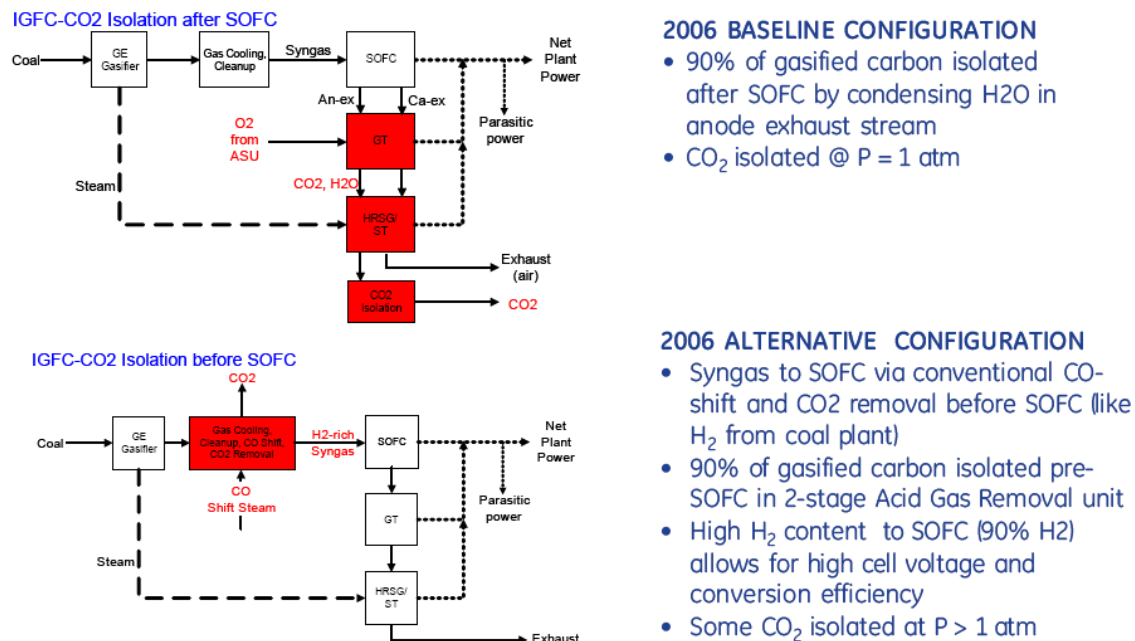 IGFC-CO2 Isolation after SOFC
Coal
GE
Gasifier
Gas Cooling,
Cleanup
Syngas
SOFC
Net
Plant
Power
An-ex
Ca-ex
Parasitic
power
O2
from
ASU
GT
Steam
CO2, H2O
HRSG/
ST
Exhaust
(air)
CO2
Isolation
CO2
2006 BASELINE CONFIGURATION
• 90% of gasified carbon isolated
after SOFC by condensing H2O in
anode exhaust stream
• CO₂ isolated @ P = 1 atm
IGFC-CO2 Isolation before SOFC
CO2
Coal
GE
Gasifier
Gas Cooling,
Cleanup, CO Shift,
CO2 Removal
H2-rich
Syngas
SOFC
Net
Plant
Power
CO
Shift Steam
Parasitic
power
GT
Steam
HRSG/
ST
Exhaust
2006 ALTERNATIVE CONFIGURATION
• Syngas to SOFC via conventional CO-
shift and CO2 removal before SOFC (like
H₂ from coal plant)
• 90% of gasified carbon isolated pre-
SOFC in 2-stage Acid Gas Removal unit
• High H₂ content to SOFC (90% H2)
allows for high cell voltage and
conversion efficiency
• Some CO₂ isolated at P > 1 atm